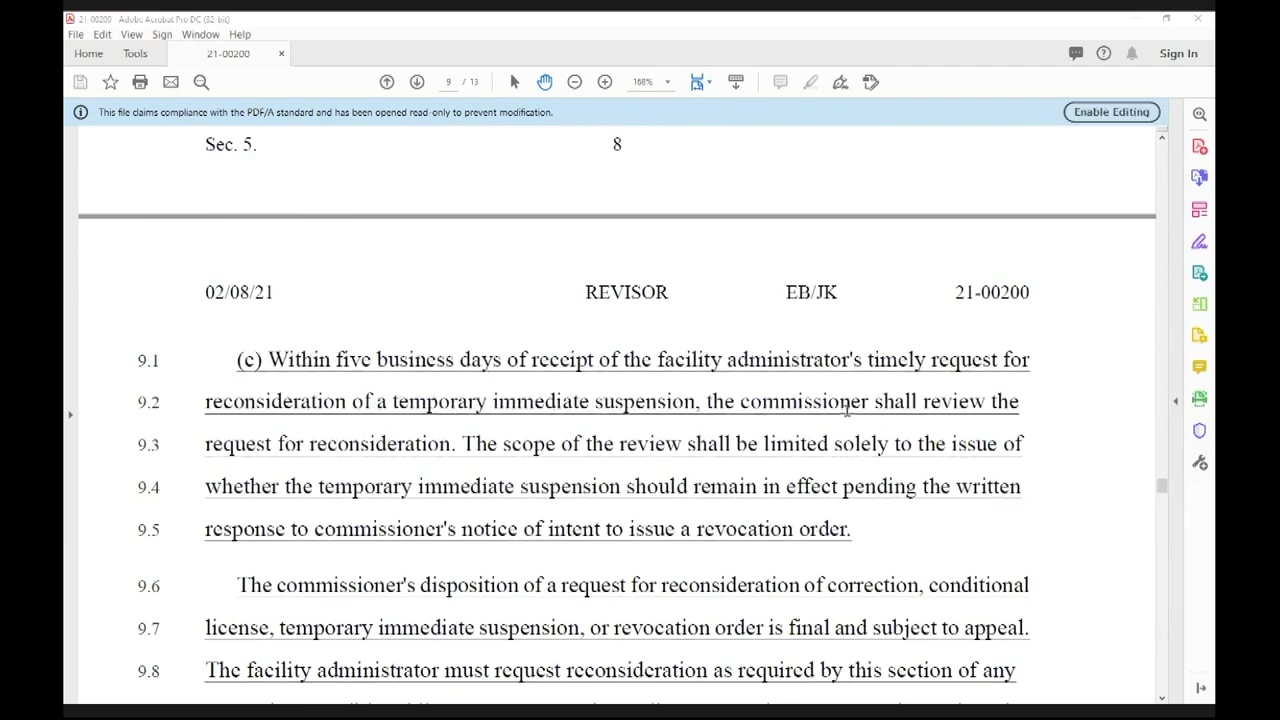 21-00200 - Adobe Acrobat Pro DC (32-bit)
File Edit View Sign Window Help
Home Tools 21-00200 × Sign In
9 / 13 168%
This file claims compliance with the PDF/A standard and has been opened read-only to prevent modification. Enable Editing
Sec. 5. 8
02/08/21 REVISOR EB/JK 21-00200
9.1 (c) Within five business days of receipt of the facility administrator's timely request for
9.2 reconsideration of a temporary immediate suspension, the commissioner shall review the
9.3 request for reconsideration. The scope of the review shall be limited solely to the issue of
9.4 whether the temporary immediate suspension should remain in effect pending the written
9.5 response to commissioner's notice of intent to issue a revocation order.
9.6 The commissioner's disposition of a request for reconsideration of correction, conditional
9.7 license, temporary immediate suspension, or revocation order is final and subject to appeal.
9.8 The facility administrator must request reconsideration as required by this section of any